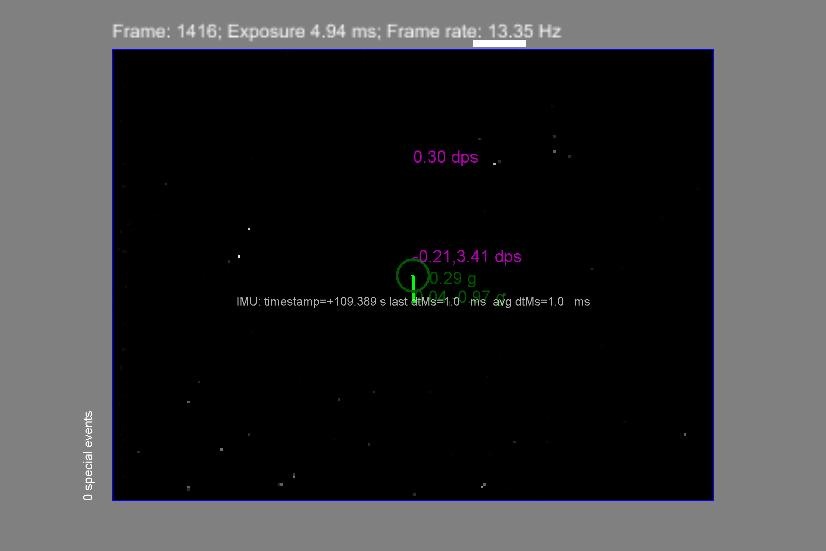 Frame: 1416; Exposure 4.94 ms; Frame rate: 13.35 Hz
0.30 dps
-0.21,3.41 dps
0.29 g
IMU: timestamp=+109.389 s last dtMs=1.0 ms avg dtMs=1.0 ms
0 special events